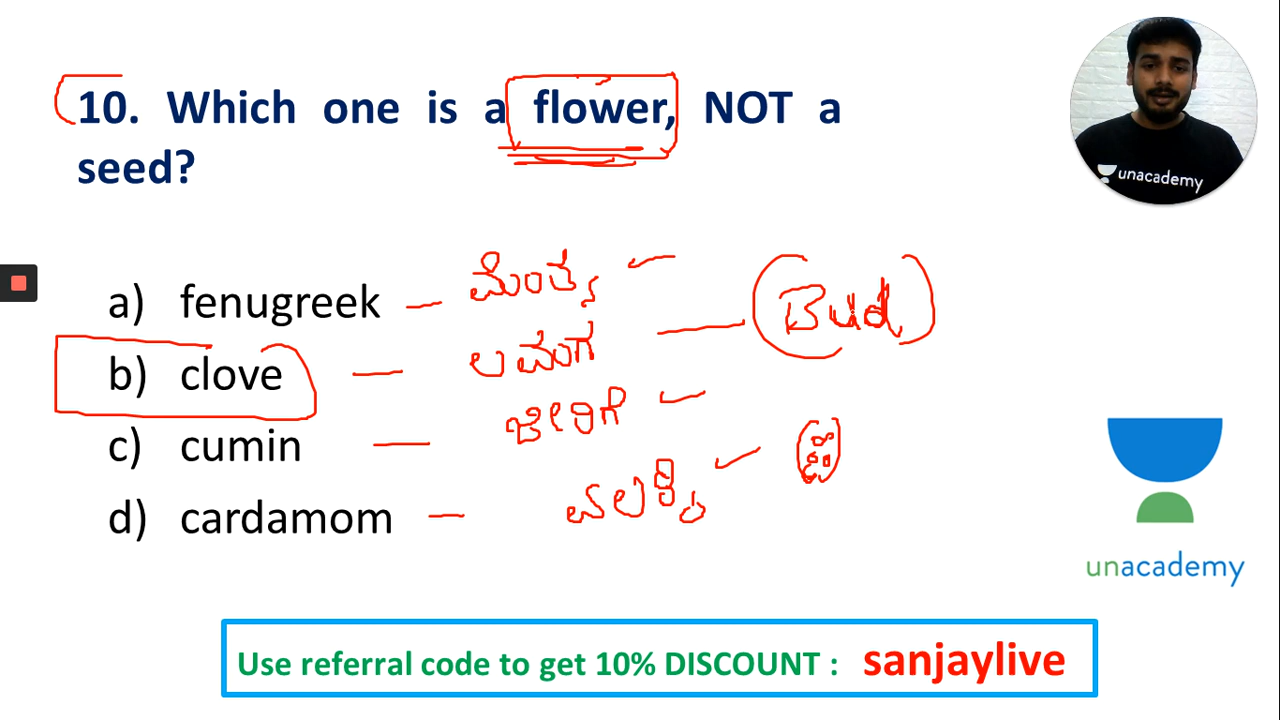 10. Which one is a flower, NOT a
seed?
a) fenugreek – ಮೆಂತ್ಯ
Bud
b) clove – ಲವಂಗ
c) cumin – ಜೀರಿಗೆ
d) cardamom –
unacademy
unacademy
Use referral code to get 10% DISCOUNT : sanjaylive